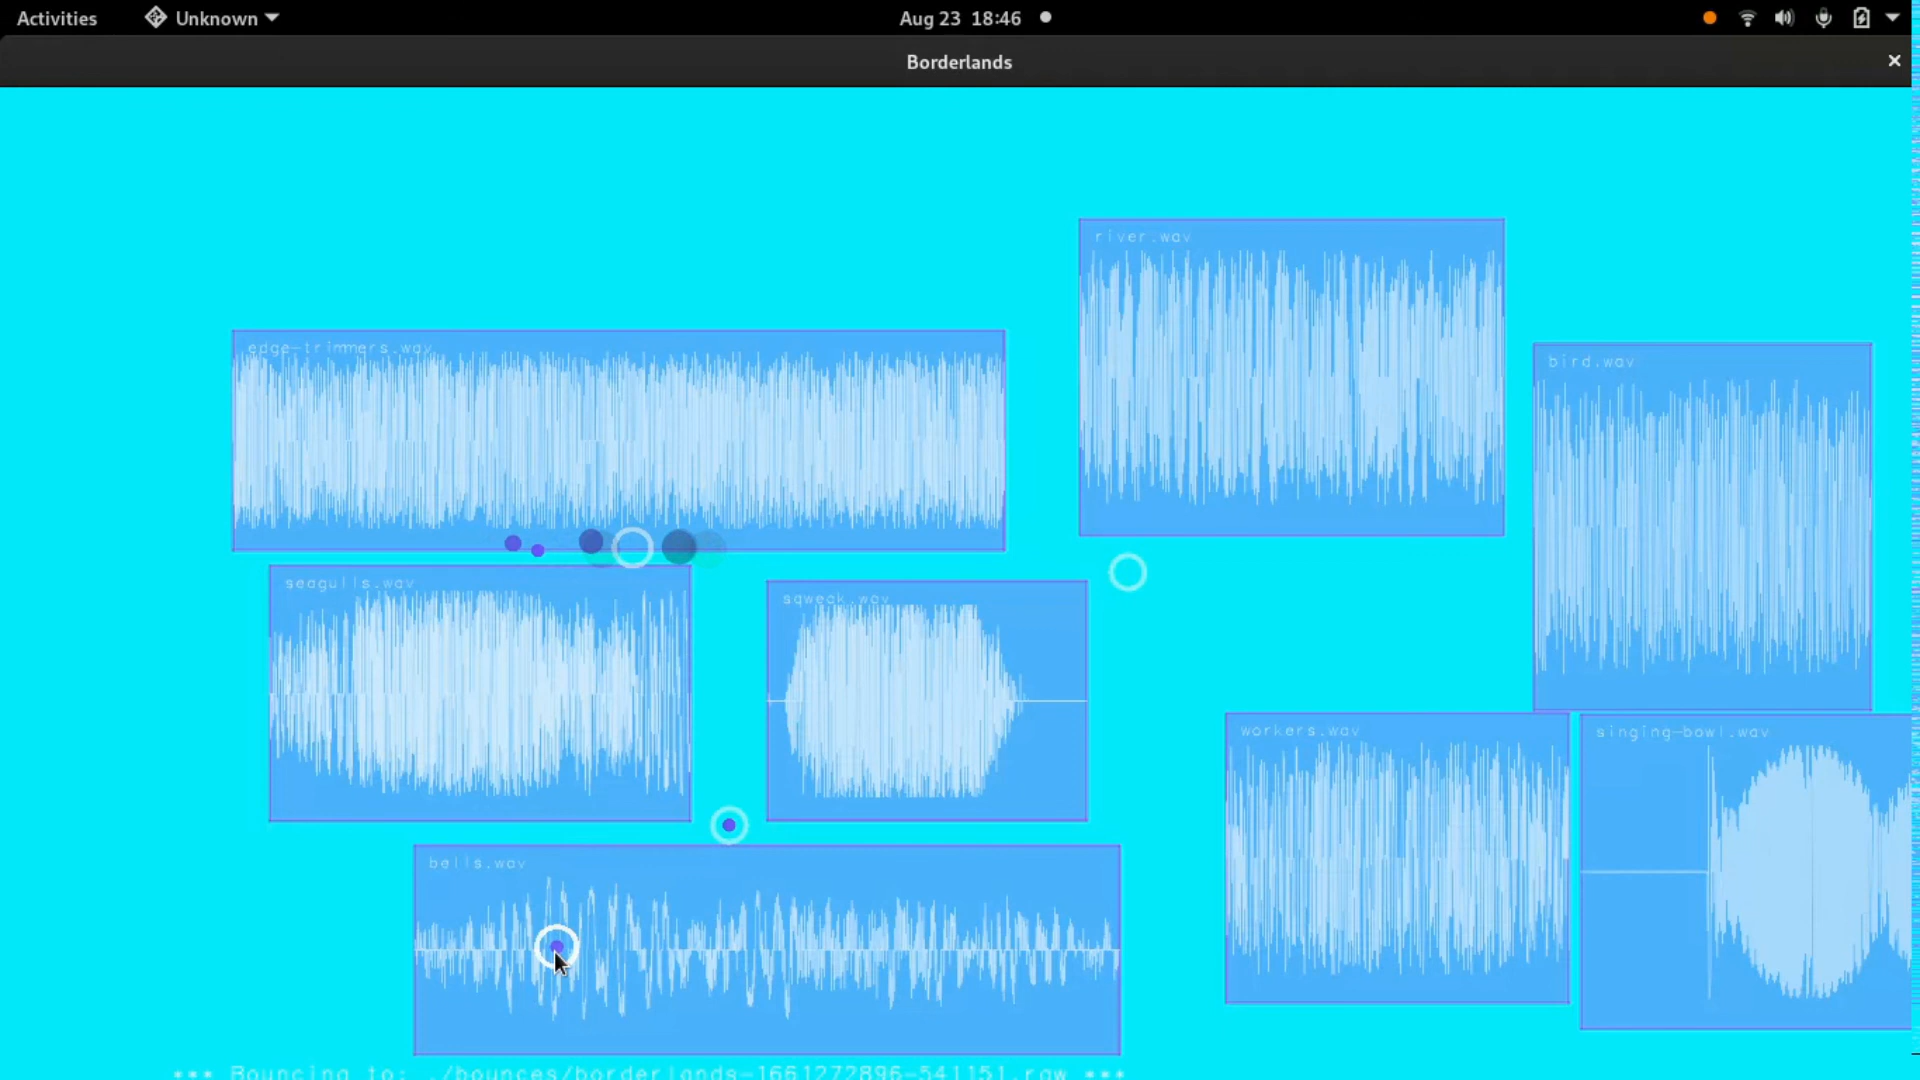 Activities
Unknown
Aug 23 18:46
Borderlands
river.wav
edge-trimmers.wav
bird.wav
seagulls.wav
sqweak.wav
workers.wav
singing-bowl.wav
bells.wav
*** Bouncing to: ./bounces/borderlands-1661272896-541151.raw ***